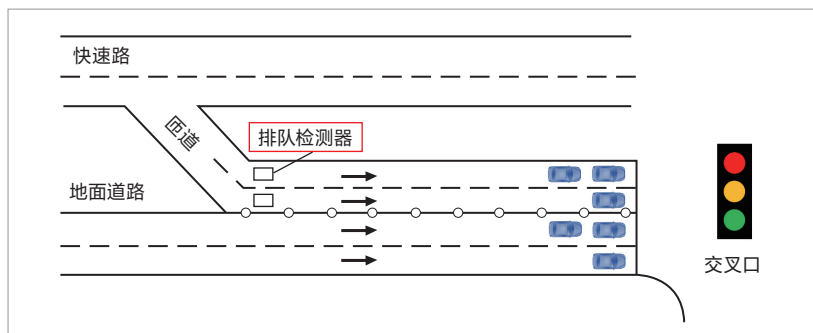 快速路
匝道
排队检测器
地面道路
交叉口